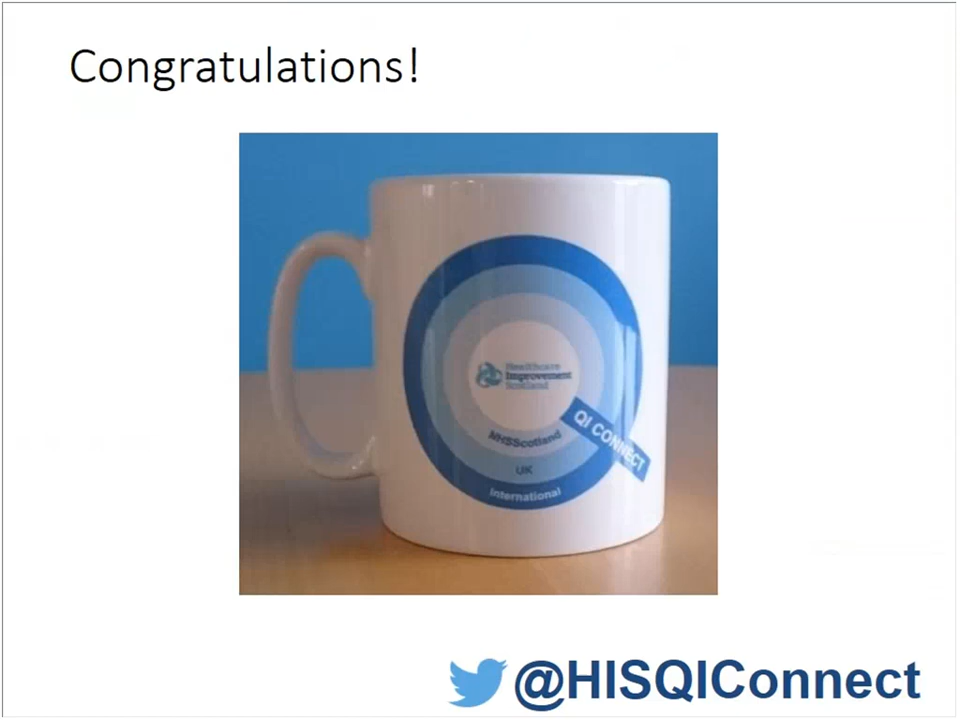 Congratulations!
Healthcare
Improvement
Scotland
QI CONNECT
NHSScotland
UK
International
@HISQIConnect